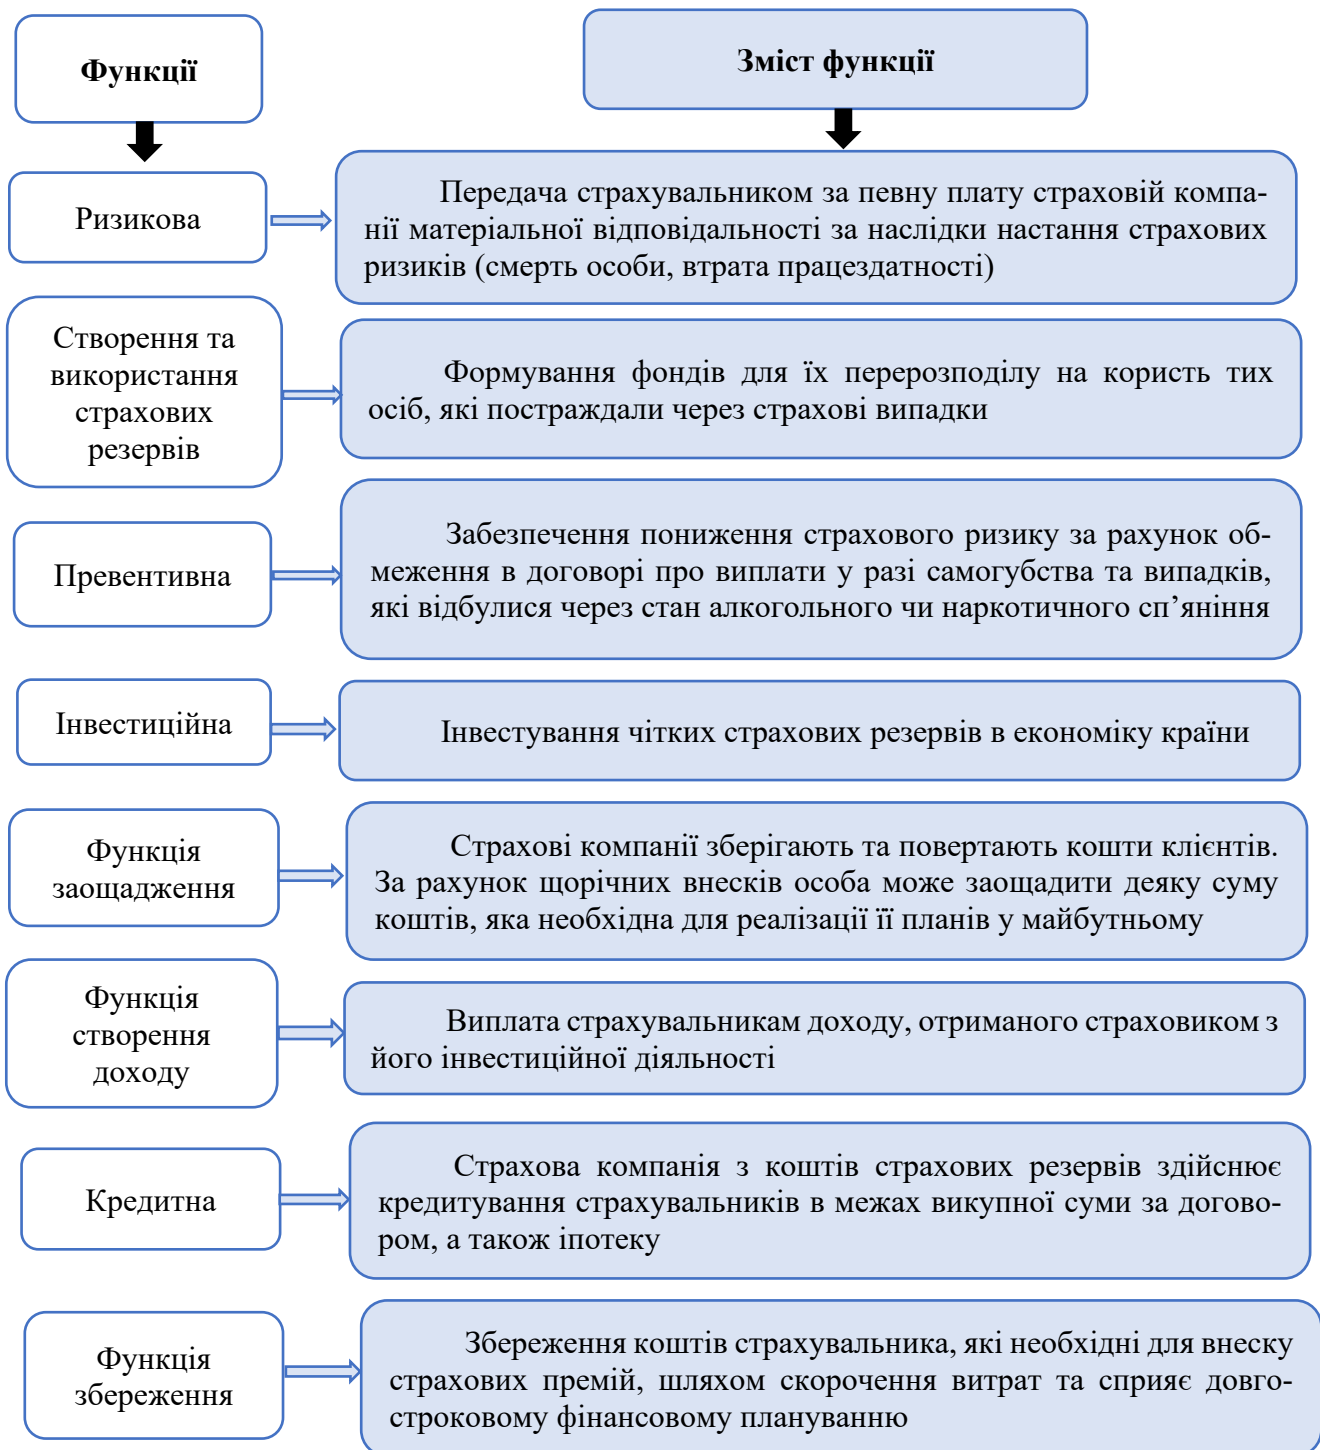 Функції
Зміст функції
Ризикова
Передача страхувальником за певну плату страховій компа-
нії матеріальної відповідальності за наслідки настання страхових
ризиків (смерть особи, втрата працездатності)
Створення та
використання
страхових
резервів
Формування фондів для їх перерозподілу на користь тих
осіб, які постраждали через страхові випадки
Превентивна
Забезпечення пониження страхового ризику за рахунок об-
меження в договорі про виплати у разі самогубства та випадків,
які відбулися через стан алкогольного чи наркотичного сп’яніння
Інвестиційна
Інвестування чітких страхових резервів в економіку країни
Функція
заощадження
Страхові компанії зберігають та повертають кошти клієнтів.
За рахунок щорічних внесків особа може заощадити деяку суму
коштів, яка необхідна для реалізації її планів у майбутньому
Функція
створення
доходу
Виплата страхувальникам доходу, отриманого страховиком з
його інвестиційної діяльності
Кредитна
Страхова компанія з коштів страхових резервів здійснює
кредитування страхувальників в межах викупної суми за догово-
ром, а також іпотеку
Функція
збереження
Збереження коштів страхувальника, які необхідні для внеску
страхових премій, шляхом скорочення витрат та сприяє довго-
строковому фінансовому плануванню